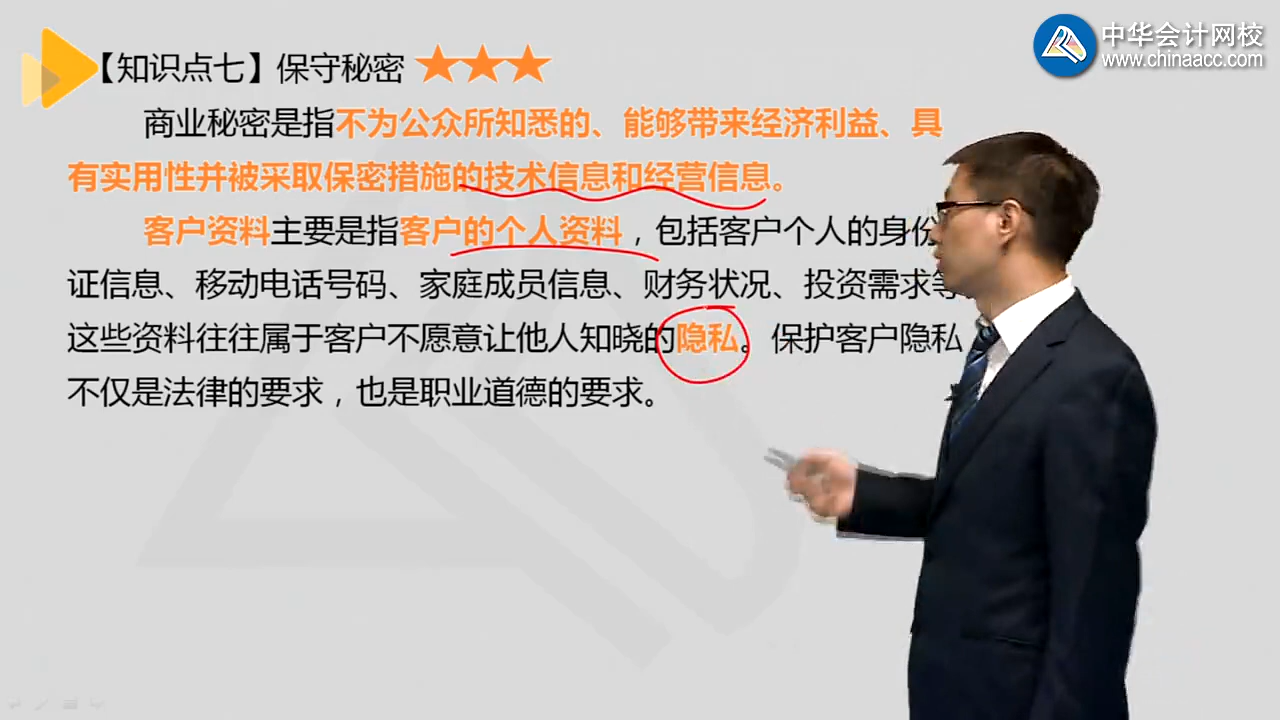 中华会计网校
www.chinaacc.com
【知识点七】保守秘密 ★★★
商业秘密是指不为公众所知悉的、能够带来经济利益、具
有实用性并被采取保密措施的技术信息和经营信息。
客户资料主要是指客户的个人资料，包括客户个人的身份
证信息、移动电话号码、家庭成员信息、财务状况、投资需求等
这些资料往往属于客户不愿意让他人知晓的隐私。保护客户隐私
不仅是法律的要求，也是职业道德的要求。